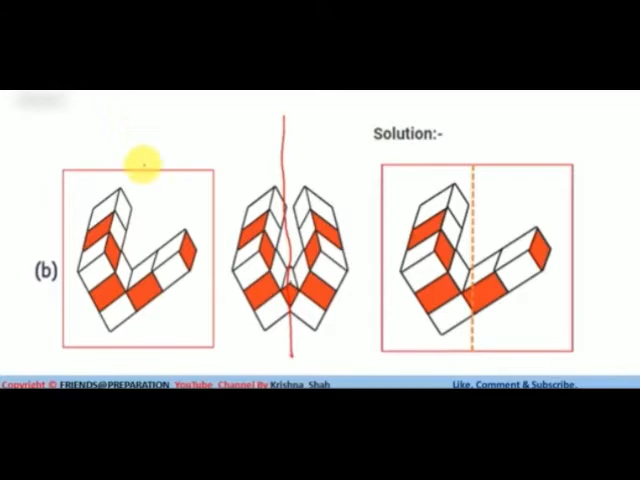 Solution:-
(b)
Copyright © FRIENDS@PREPARATION YouTube Channel By Krishna Shah
Like, Comment & Subscribe.